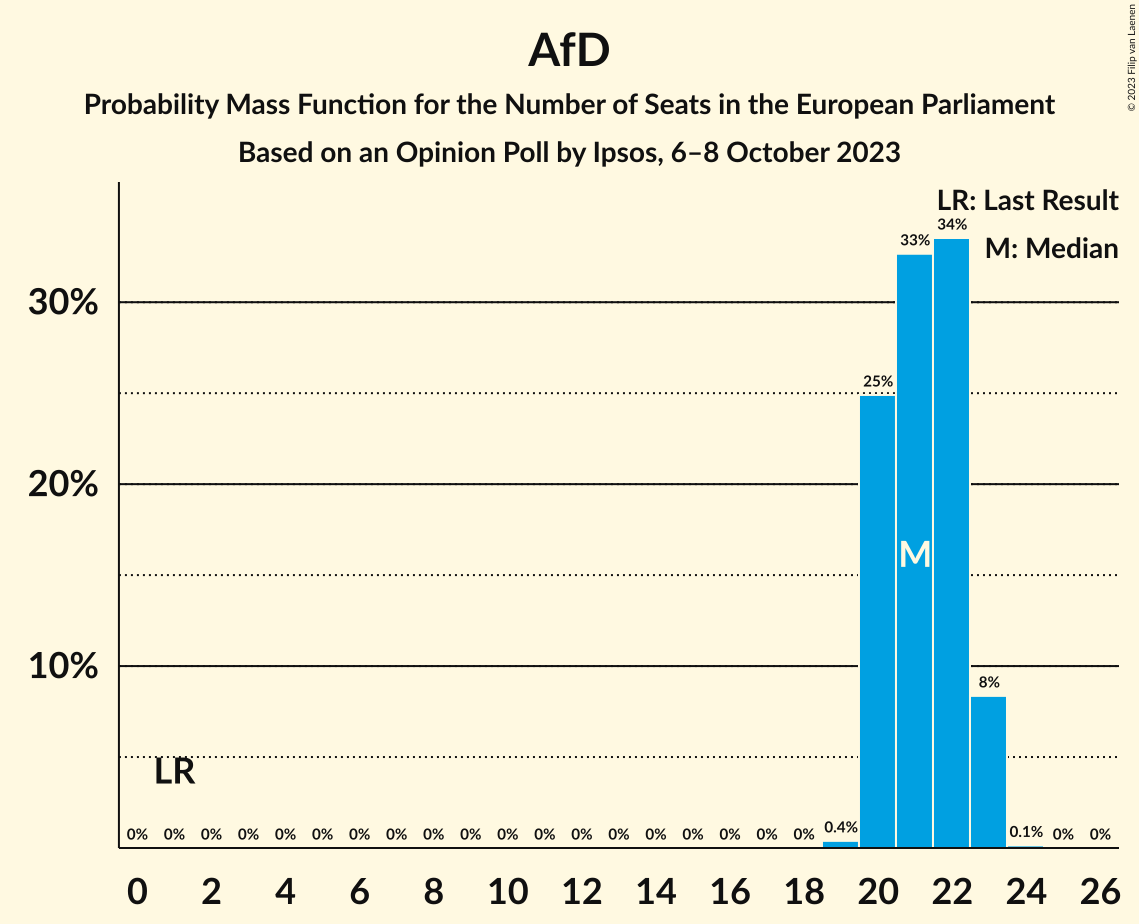 AfD
Probability Mass Function for the Number of Seats in the European Parliament
Based on an Opinion Poll by Ipsos, 6–8 October 2023
© 2023 Filip van Laenen
LR: Last Result
M: Median
34%
33%
30%
25%
20%
M
10%
8%
LR
0% 0% 0% 0% 0% 0% 0% 0% 0% 0% 0% 0% 0% 0% 0% 0% 0% 0% 0% 0.4% 0.1% 0% 0%
0 2 4 6 8 10 12 14 16 18 20 22 24 26